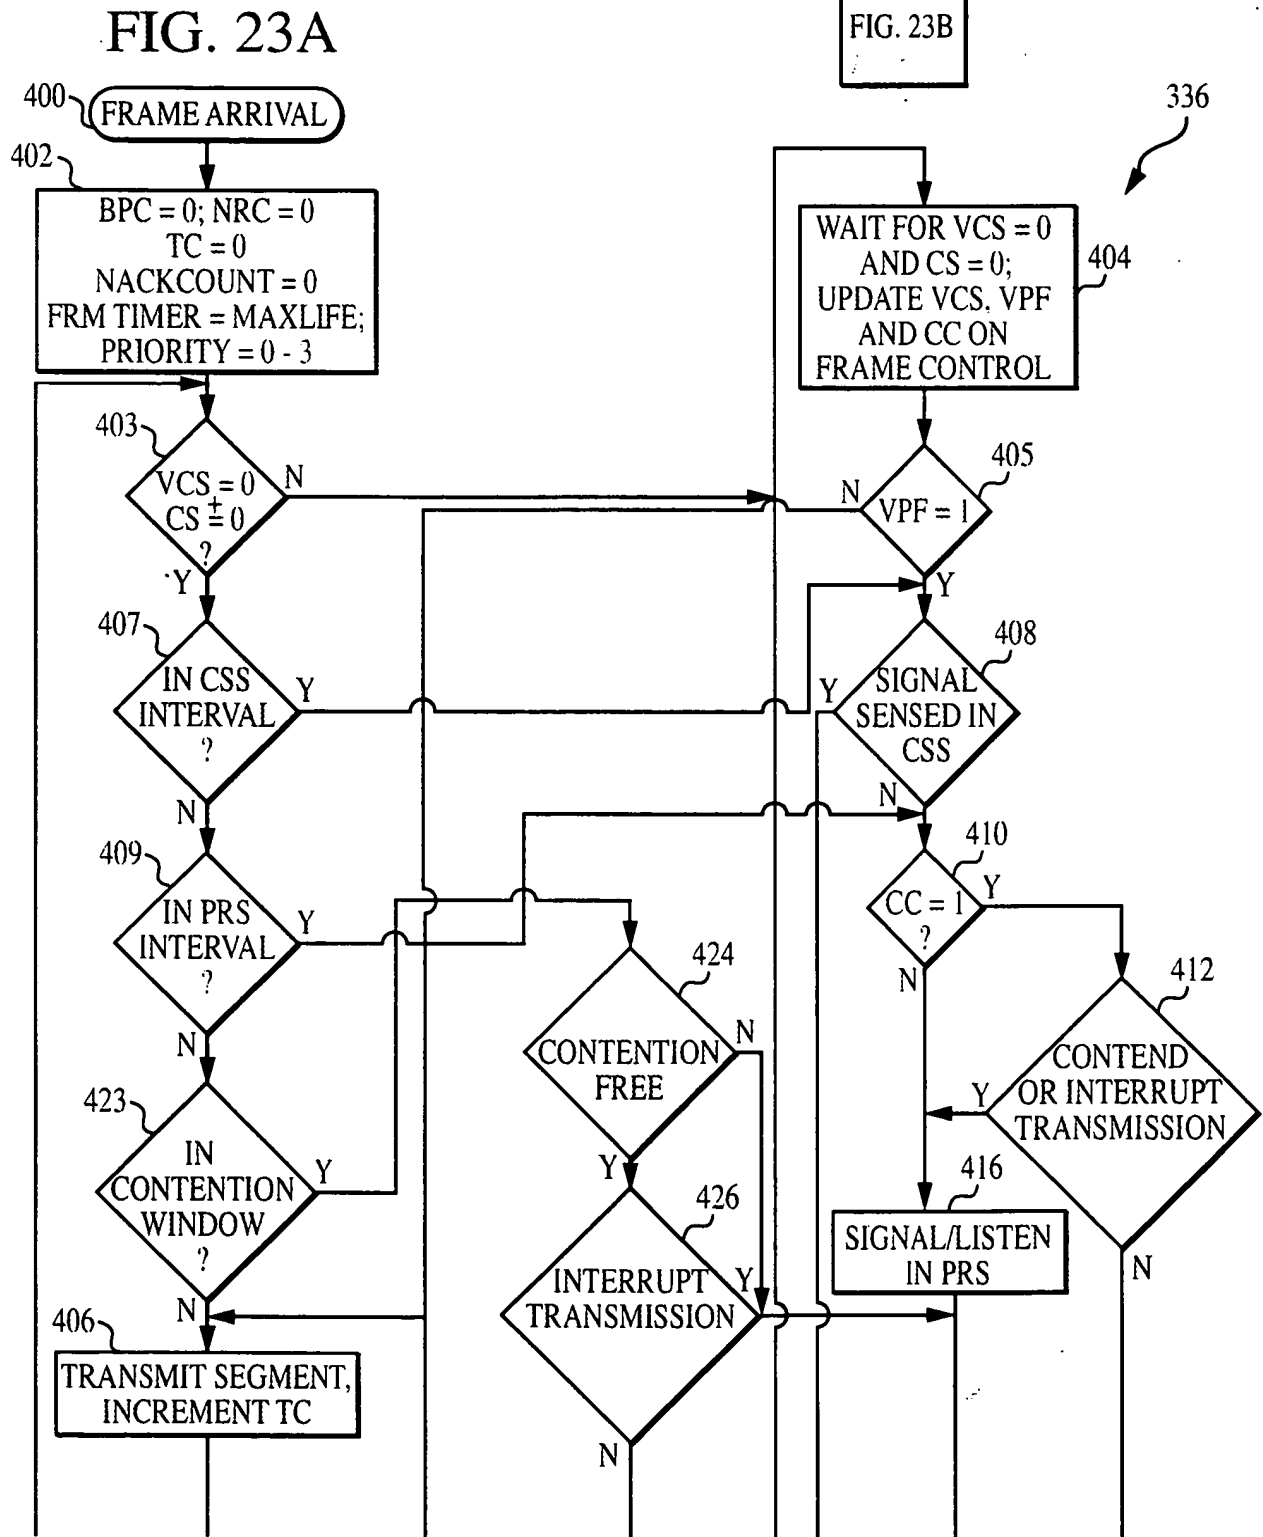 FIG. 23A
FIG. 23B
400
FRAME ARRIVAL
336
402
BPC = 0; NRC = 0
TC = 0
NACKCOUNT = 0
FRM TIMER = MAXLIFE;
PRIORITY = 0 - 3
WAIT FOR VCS = 0
AND CS = 0;
UPDATE VCS, VPF
AND CC ON
FRAME CONTROL
404
403
VCS = 0
+
CS = 0
?
N
Y
405
VPF = 1
N
Y
407
IN CSS
INTERVAL
?
Y
N
408
SIGNAL
SENSED IN
CSS
Y
N
409
IN PRS
INTERVAL
?
Y
N
410
CC = 1
?
Y
N
412
CONTEND
OR INTERRUPT
TRANSMISSION
Y
N
424
CONTENTION
FREE
N
Y
423
IN
CONTENTION
WINDOW
?
Y
N
416
SIGNAL/LISTEN
IN PRS
426
INTERRUPT
TRANSMISSION
Y
N
406
TRANSMIT SEGMENT,
INCREMENT TC